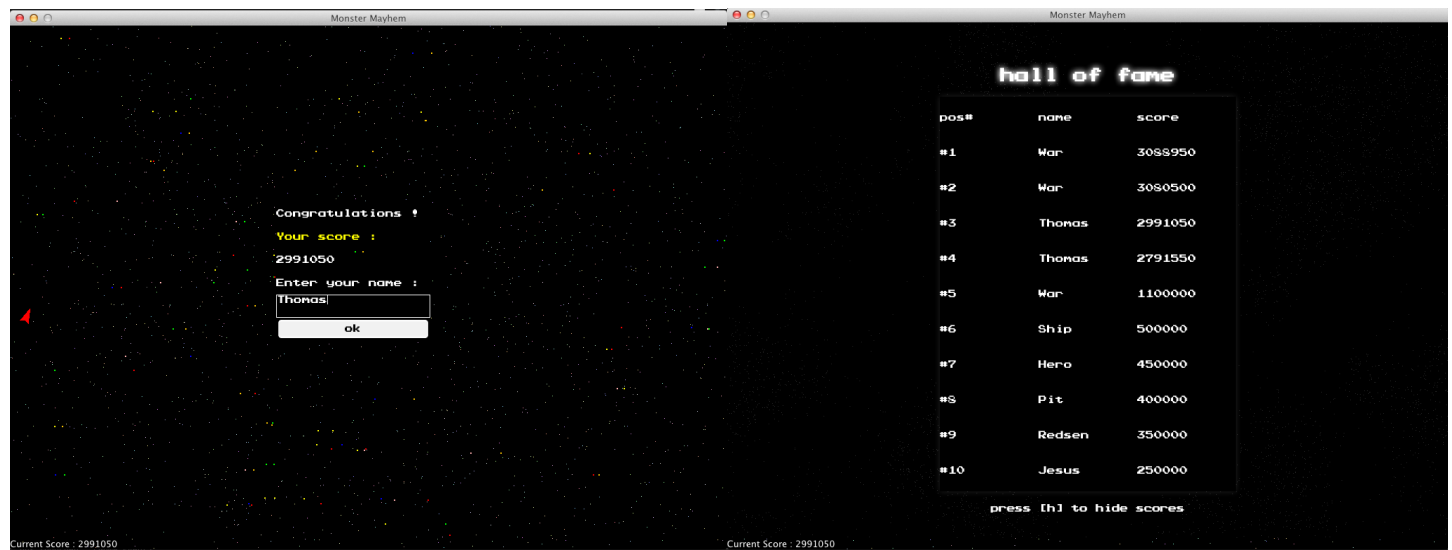 Monster Mayhem
Congratulations !
Your score :
2991050
Enter your name :
Thomas
ok
Current Score : 2991050
Monster Mayhem
hall of fame
pos# name score
#1 War 3088950
#2 War 3080500
#3 Thomas 2991050
#4 Thomas 2791550
#5 War 1100000
#6 Ship 500000
#7 Hero 450000
#8 Pit 400000
#9 Redsen 350000
#10 Jesus 250000
press [h] to hide scores
Current Score : 2991050